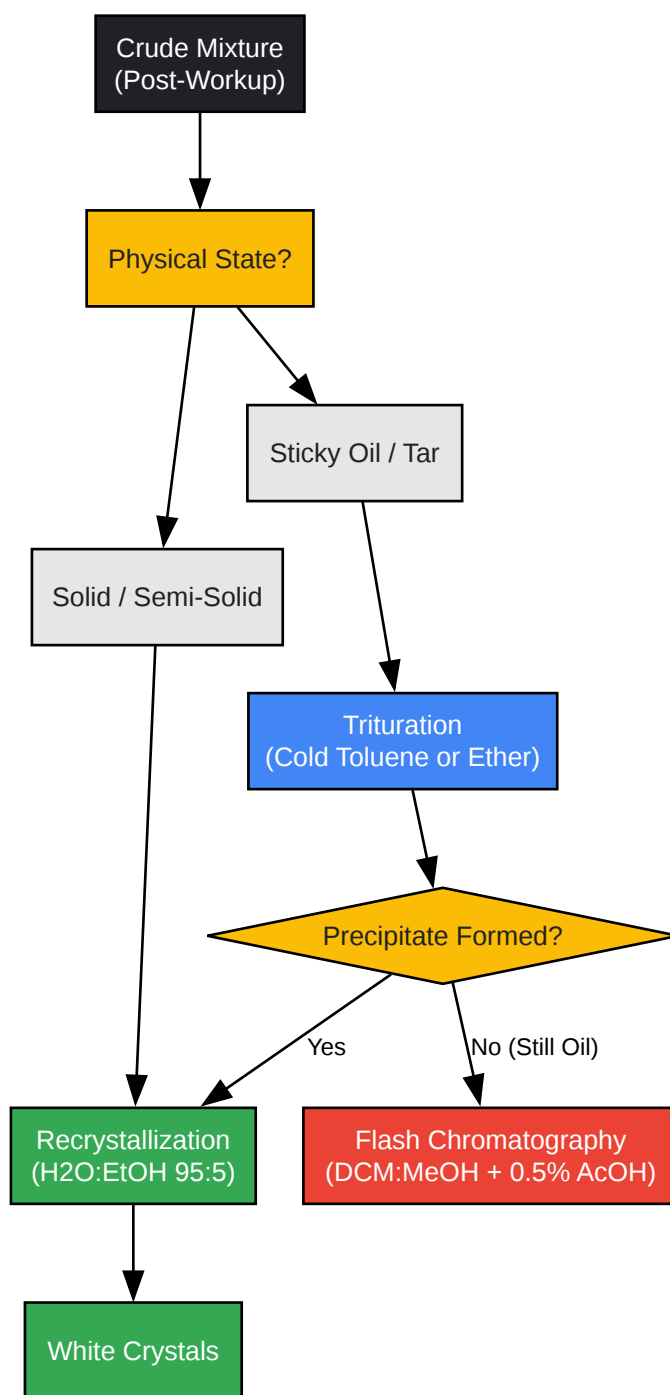 Crude Mixture
(Post-Workup)
Physical State?
Sticky Oil / Tar
Solid / Semi-Solid
Trituration
(Cold Toluene or Ether)
Precipitate Formed?
Yes
No (Still Oil)
Recrystallization
(H2O:EtOH 95:5)
Flash Chromatography
(DCM:MeOH + 0.5% AcOH)
White Crystals